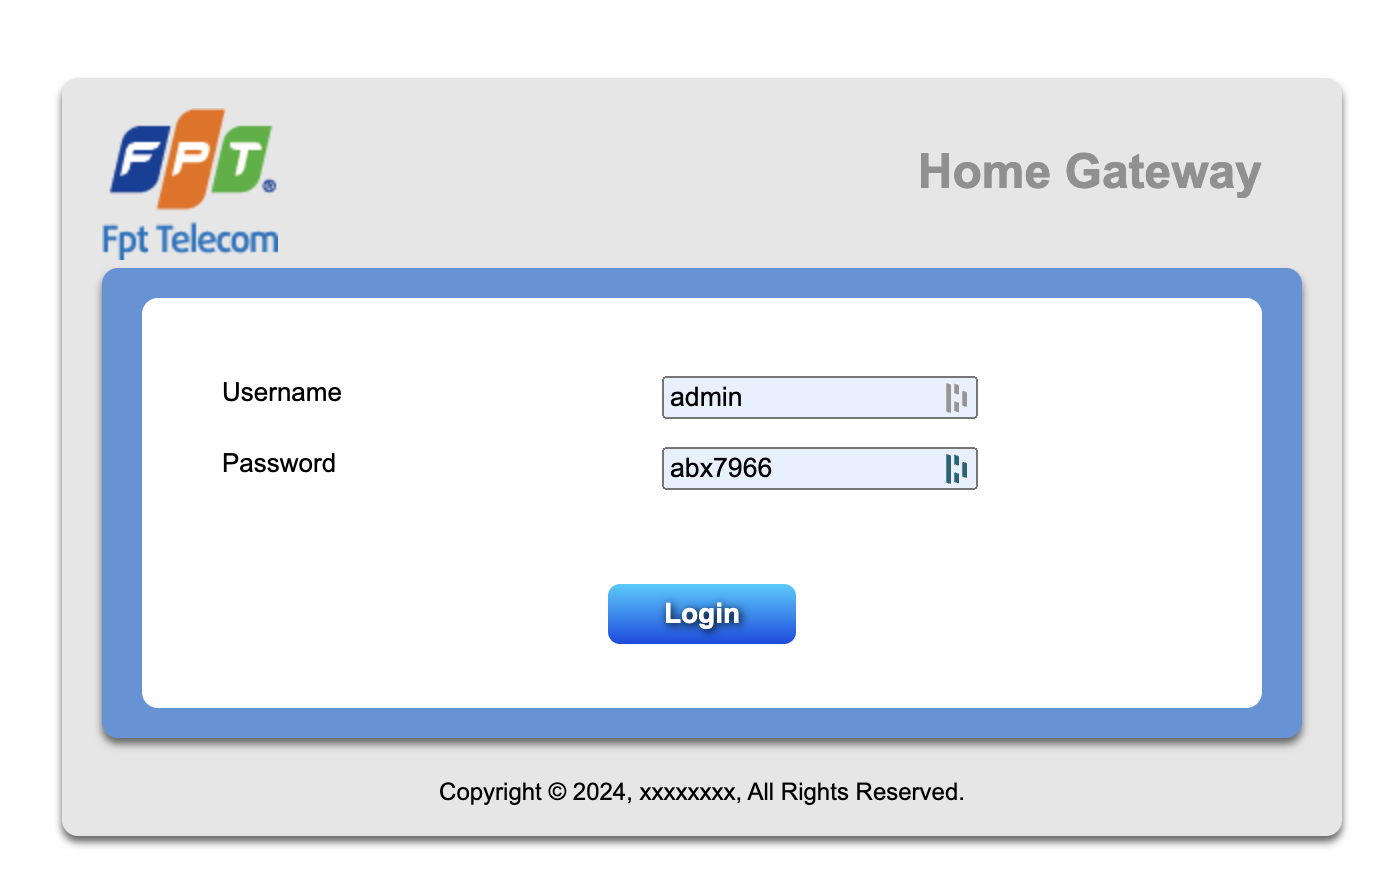 FPT
Fpt Telecom
Home Gateway
Username
admin
Password
abx7966
Login
Copyright © 2024, xxxxxxxx, All Rights Reserved.